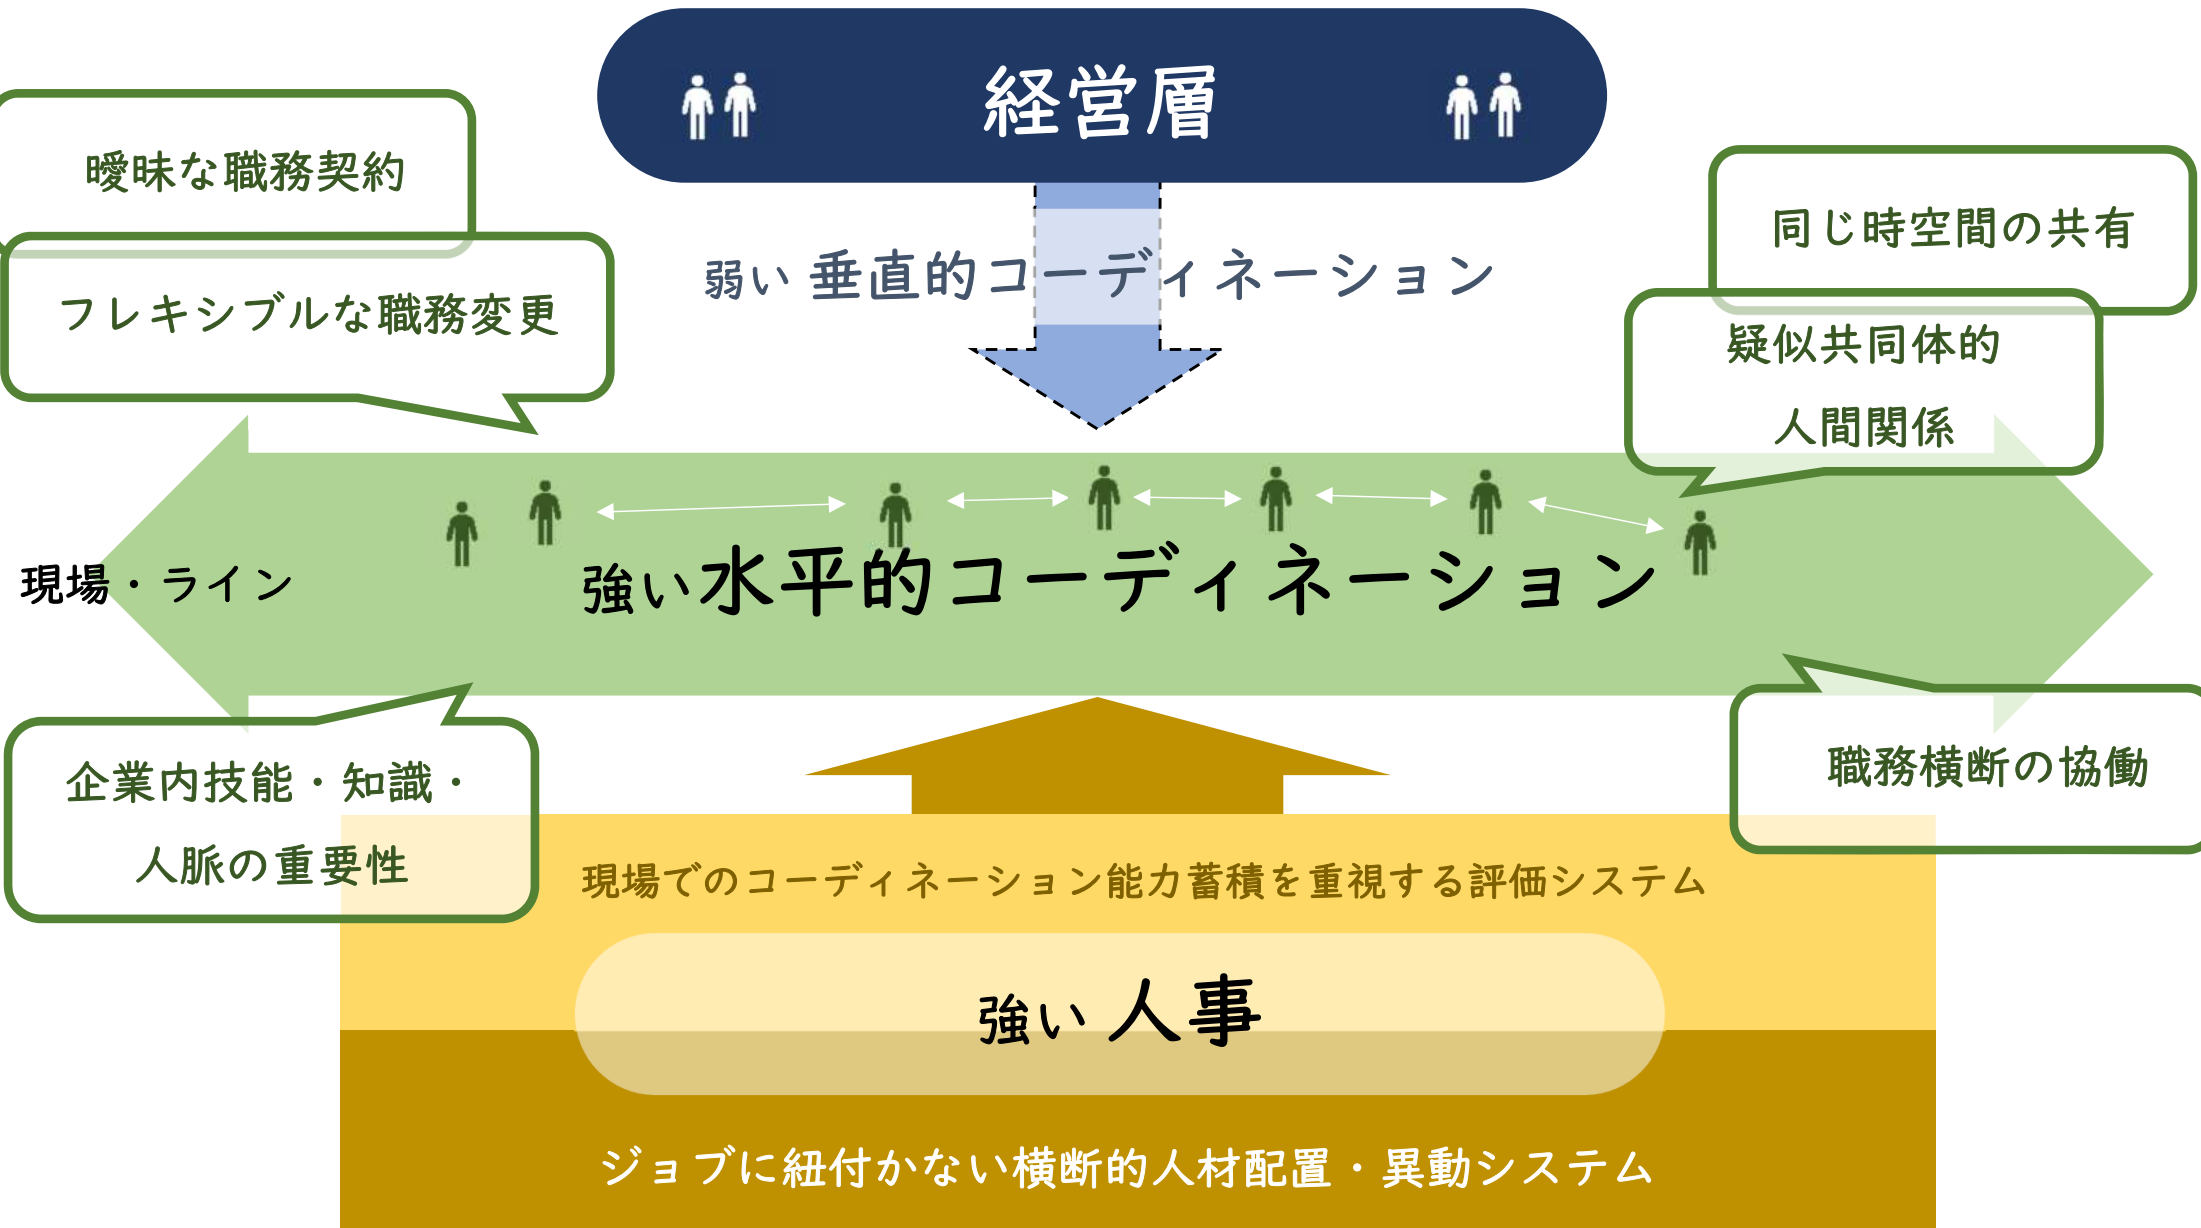 経営層
曖昧な職務契約
フレキシブルな職務変更
弱い 垂直的コーディネーション
同じ時空間の共有
疑似共同体的
人間関係
現場・ライン
強い水平的コーディネーション
企業内技能・知識・
人脈の重要性
職務横断の協働
現場でのコーディネーション能力蓄積を重視する評価システム
強い 人事
ジョブに紐付かない横断的人材配置・異動システム